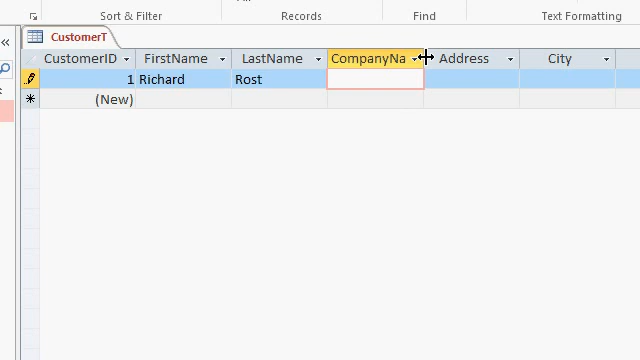 Sort & Filter Records Find Text Formatting
CustomerT
CustomerID FirstName LastName CompanyNa Address City
1 Richard Rost
(New)